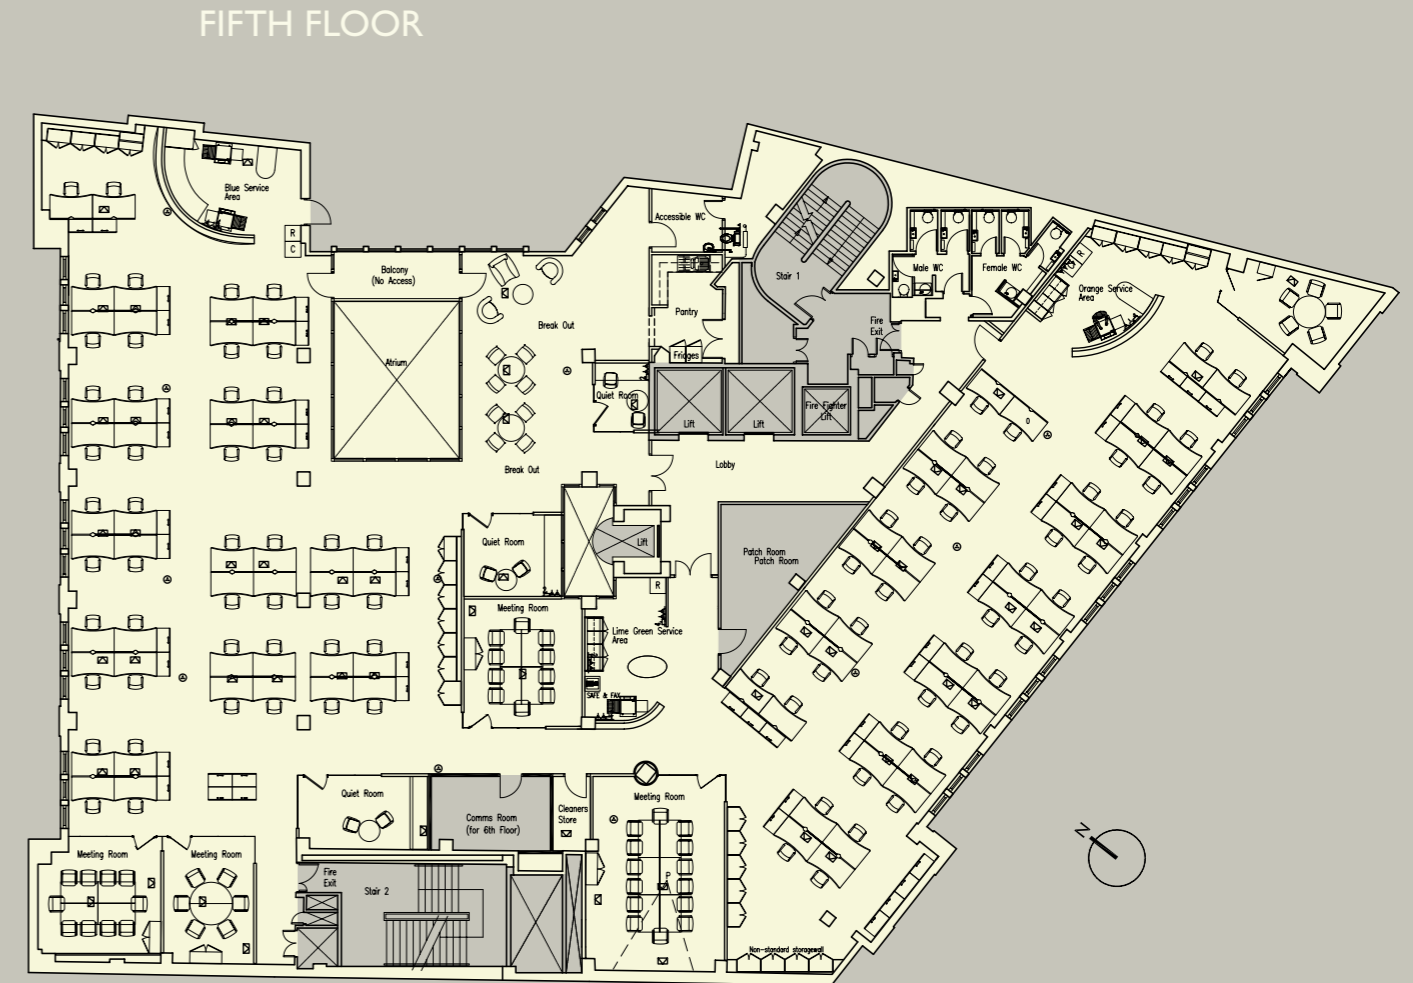 FIFTH FLOOR
Blue Service
Area
R
C
Balcony
(No Access)
Atrium
Break Out
Accessible WC
Pantry
Fridges
Quiet Room
Stair 1
Male WC
Female WC
Fire
Exit
R
Orange Service
Area
Lift
Lift
Fire Fighter
Lift
Break Out
Lobby
Quiet Room
Lift
Patch Room
Patch Room
Meeting Room
R
Lime Green Service
Area
SAFE & FAX
Quiet Room
Comms Room
(for 6th Floor)
Cleaners
Store
Meeting Room
P
Meeting Room
Meeting Room
Fire
Exit
Stair 2
Non-standard storagewall
N